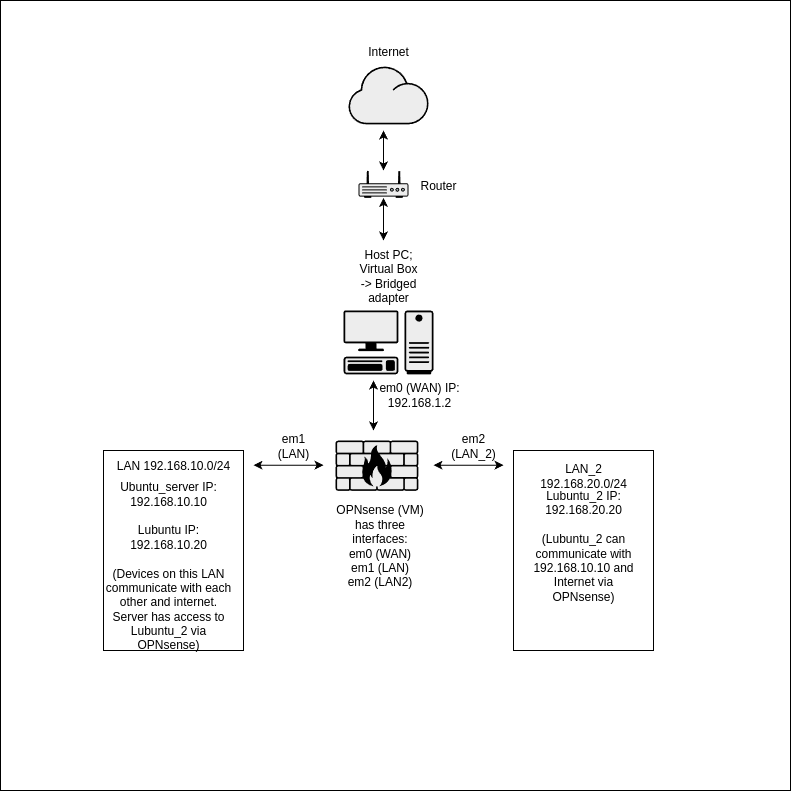 Internet
Router
Host PC;
Virtual Box
-> Bridged
adapter
em0 (WAN) IP:
192.168.1.2
em1
(LAN)
em2
(LAN_2)
LAN 192.168.10.0/24
Ubuntu_server IP:
192.168.10.10
Lubuntu IP:
192.168.10.20
(Devices on this LAN
communicate with each
other and internet.
Server has access to
Lubuntu_2 via
OPNsense)
OPNsense (VM)
has three
interfaces:
em0 (WAN)
em1 (LAN)
em2 (LAN2)
LAN_2
192.168.20.0/24
Lubuntu_2 IP:
192.168.20.20
(Lubuntu_2 can
communicate with
192.168.10.10 and
Internet via
OPNsense)